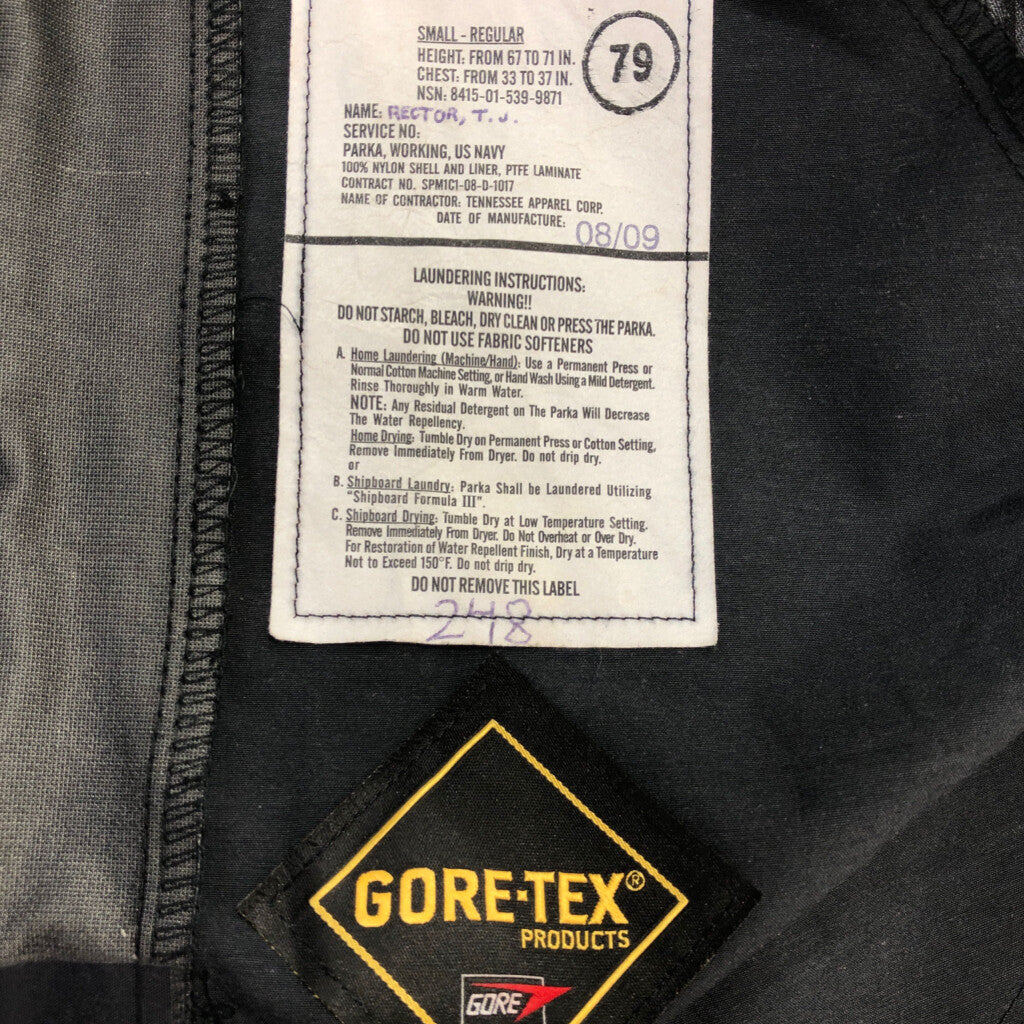 SMALL - REGULAR
HEIGHT: FROM 67 TO 71 IN.
CHEST: FROM 33 TO 37 IN.
NSN: 8415-01-539-9871
79
NAME: RECTOR, T. J.
SERVICE NO:
PARKA, WORKING, US NAVY
100% NYLON SHELL AND LINER, PTFE LAMINATE
CONTRACT NO. SPM1C1-08-D-1017
NAME OF CONTRACTOR: TENNESSEE APPAREL CORP.
DATE OF MANUFACTURE: 08/09
LAUNDERING INSTRUCTIONS:
WARNING!!
DO NOT STARCH, BLEACH, DRY CLEAN OR PRESS THE PARKA.
DO NOT USE FABRIC SOFTENERS
A. Home Laundering (Machine/Hand): Use a Permanent Press or
Normal Cotton Machine Setting, or Hand Wash Using a Mild Detergent.
Rinse Thoroughly in Warm Water.
NOTE: Any Residual Detergent on The Parka Will Decrease
The Water Repellency.
Home Drying: Tumble Dry on Permanent Press or Cotton Setting,
Remove Immediately From Dryer. Do not drip dry.
or
B. Shipboard Laundry: Parka Shall be Laundered Utilizing
"Shipboard Formula III".
C. Shipboard Drying: Tumble Dry at Low Temperature Setting.
Remove Immediately From Dryer. Do Not Overheat or Over Dry.
For Restoration of Water Repellent Finish, Dry at a Temperature
Not to Exceed 150°F. Do not drip dry.
DO NOT REMOVE THIS LABEL
248
GORE-TEX®
PRODUCTS
GORE